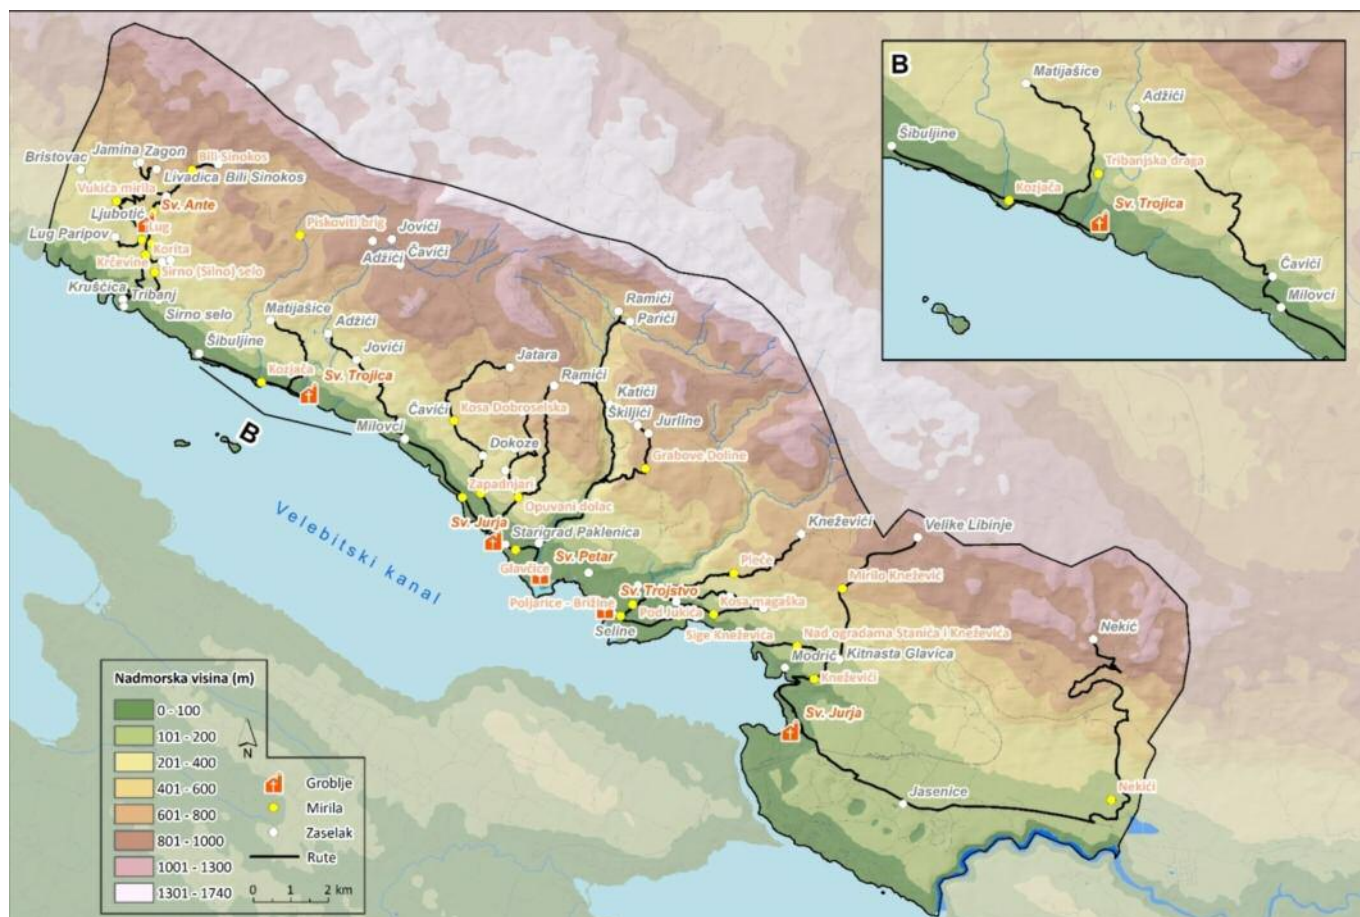 B
Matijašice
Adžići
Šibuljine
Tribanjska draga
Kozjača
Sv. Trojica
Čavići
Milovci
Bristovac
Jamina
Zagon
Bili Sinokos
Livadica
Bili Sinokos
Vukića mirila
Sv. Ante
Ljubotić
Lug
Lug Paripov
Korita
Krčevine
Sirno (Silno) selo
Kruščica
Tribanj
Sirno selo
Piskoviti brig
Jovići
Čavići
Adžići
Matijašice
Adžići
Jovići
Šibuljine
Kozjača
Sv. Trojica
B
Milovci
Ramići
Parići
Jatara
Ramići
Katići
Škiljići
Jurline
Čavići
Kosa Dobroselska
Dokoze
Grabove Doline
Zapadnjari
Opuvani dolac
Sv. Jurja
Starigrad Paklenica
Sv. Petar
Glavčice
Poljarice - Brižine
Sv. Trojstvo
Pod Jukića
Seline
Pleće
Kneževići
Velike Libinje
Mirilo Knežević
Kosa magaška
Sige Kneževića
Nad ogradama Stanića i Kneževića
Modrič
Kitnasta Glavica
Kneževići
Nekić
Sv. Jurja
Jasenice
Nekići
Velebitski kanal
Nadmorska visina (m)
0 - 100
101 - 200
201 - 400
401 - 600
601 - 800
801 - 1000
1001 - 1300
1301 - 1740
N
Groblje
Mirila
Zaselak
Rute
0 1 2 km